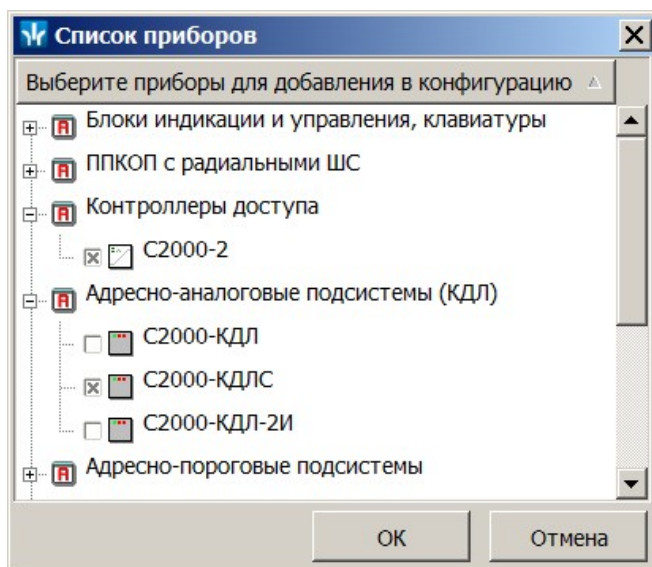 Список приборов
Выберите приборы для добавления в конфигурацию
Блоки индикации и управления, клавиатуры
ППКОП с радиальными ШС
Контроллеры доступа
С2000-2
Адресно-аналоговые подсистемы (КДЛ)
С2000-КДЛ
С2000-КДЛС
С2000-КДЛ-2И
Адресно-пороговые подсистемы
ОК Отмена